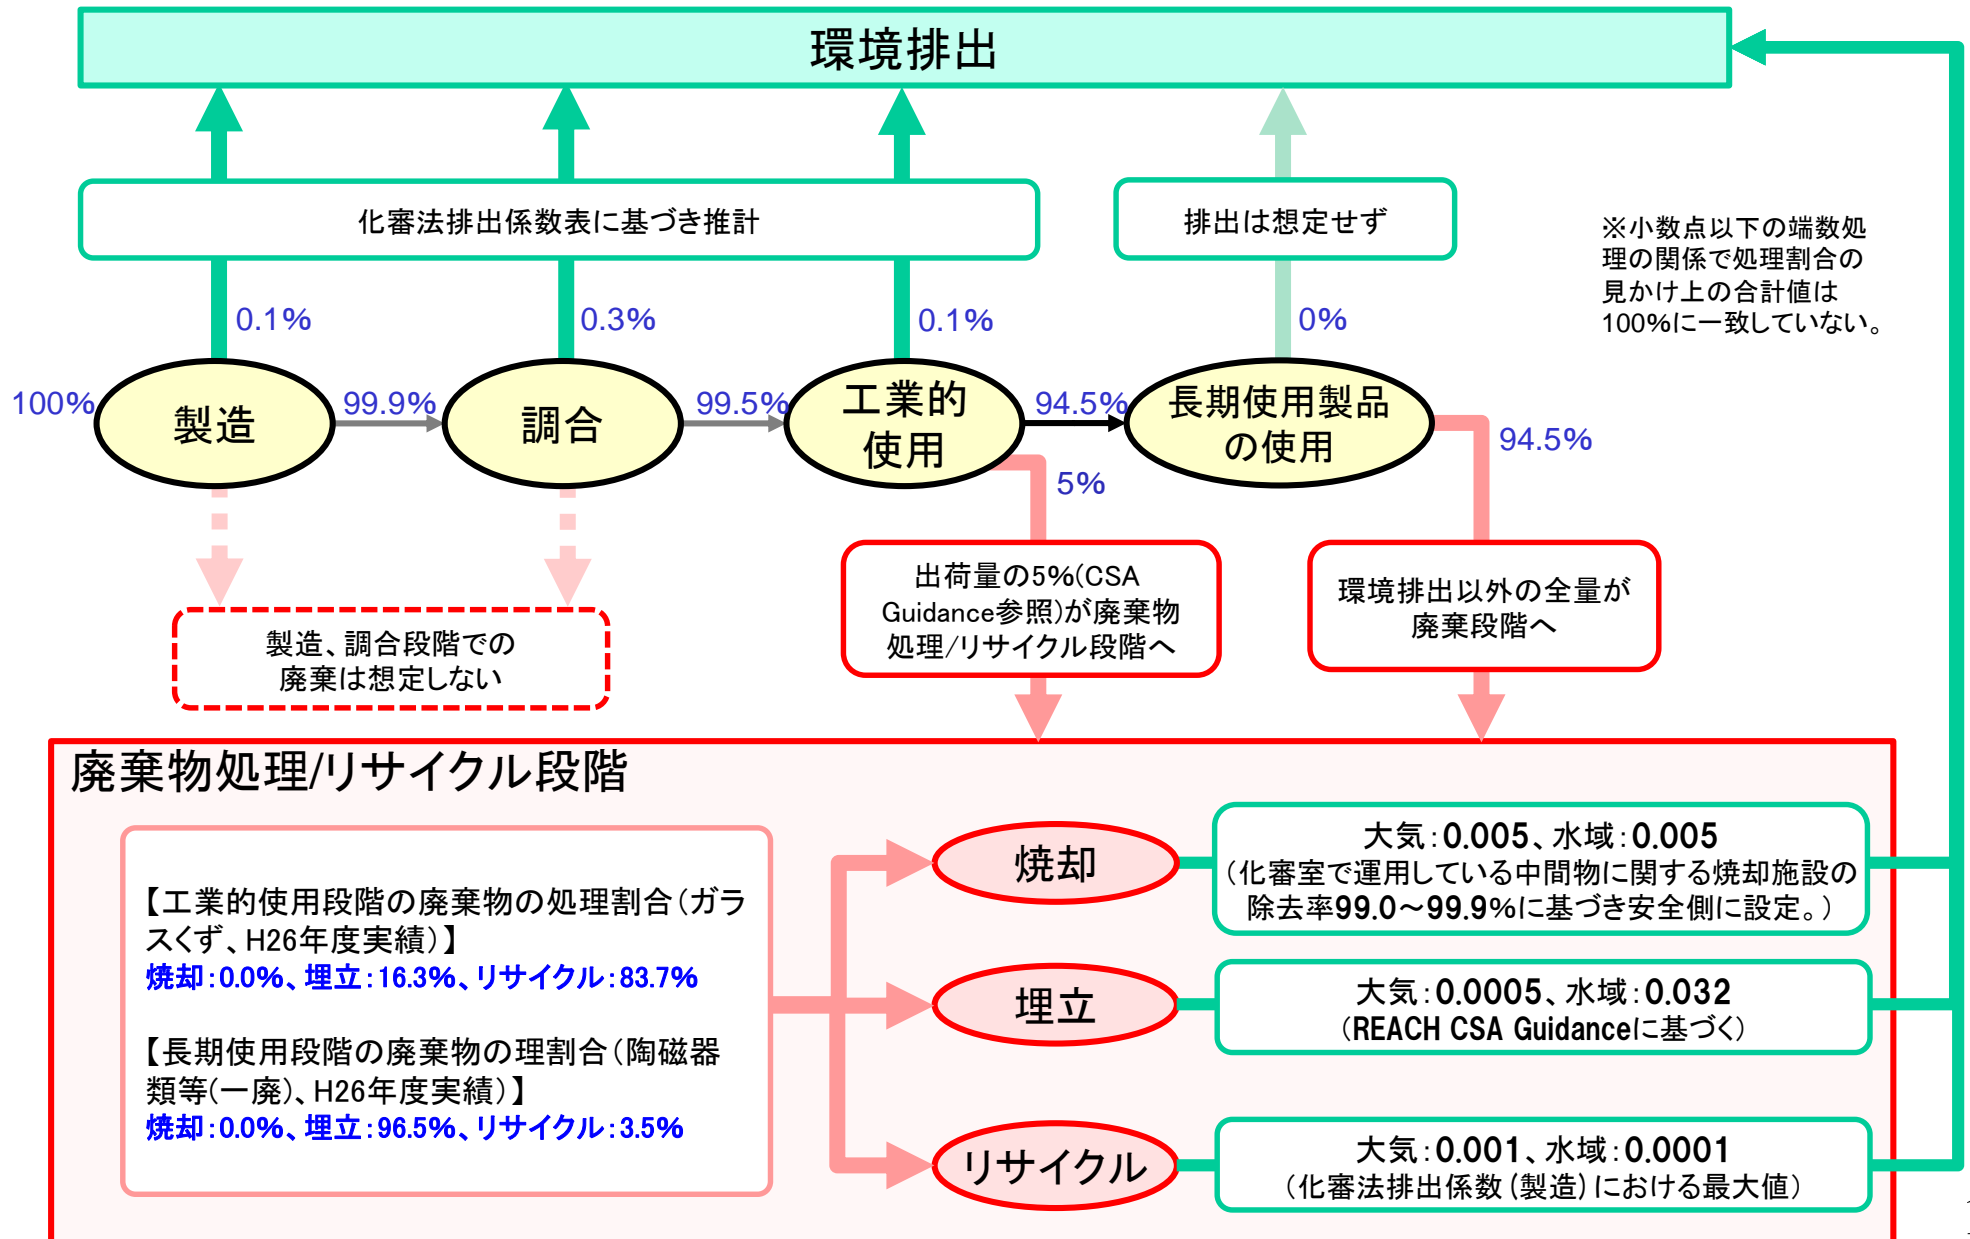 環境排出
化審法排出係数表に基づき推計
排出は想定せず
※小数点以下の端数処
理の関係で処理割合の
見かけ上の合計値は
100%に一致していない。
0.1%
0.3%
0.1%
0%
100%
製造
99.9%
調合
99.5%
工業的
使用
94.5%
長期使用製品
の使用
94.5%
5%
製造、調合段階での
廃棄は想定しない
出荷量の5%(CSA
Guidance参照)が廃棄物
処理/リサイクル段階へ
環境排出以外の全量が
廃棄段階へ
廃棄物処理/リサイクル段階
【工業的使用段階の廃棄物の処理割合(ガラ
スくず、H26年度実績)】
焼却:0.0%、埋立:16.3%、リサイクル:83.7%
【長期使用段階の廃棄物の理割合(陶磁器
類等(一廃)、H26年度実績)】
焼却:0.0%、埋立:96.5%、リサイクル:3.5%
焼却
大気:0.005、水域:0.005
(化審室で運用している中間物に関する焼却施設の
除去率99.0~99.9%に基づき安全側に設定。)
埋立
大気:0.0005、水域:0.032
(REACH CSA Guidanceに基づく)
リサイクル
大気:0.001、水域:0.0001
(化審法排出係数(製造)における最大値)